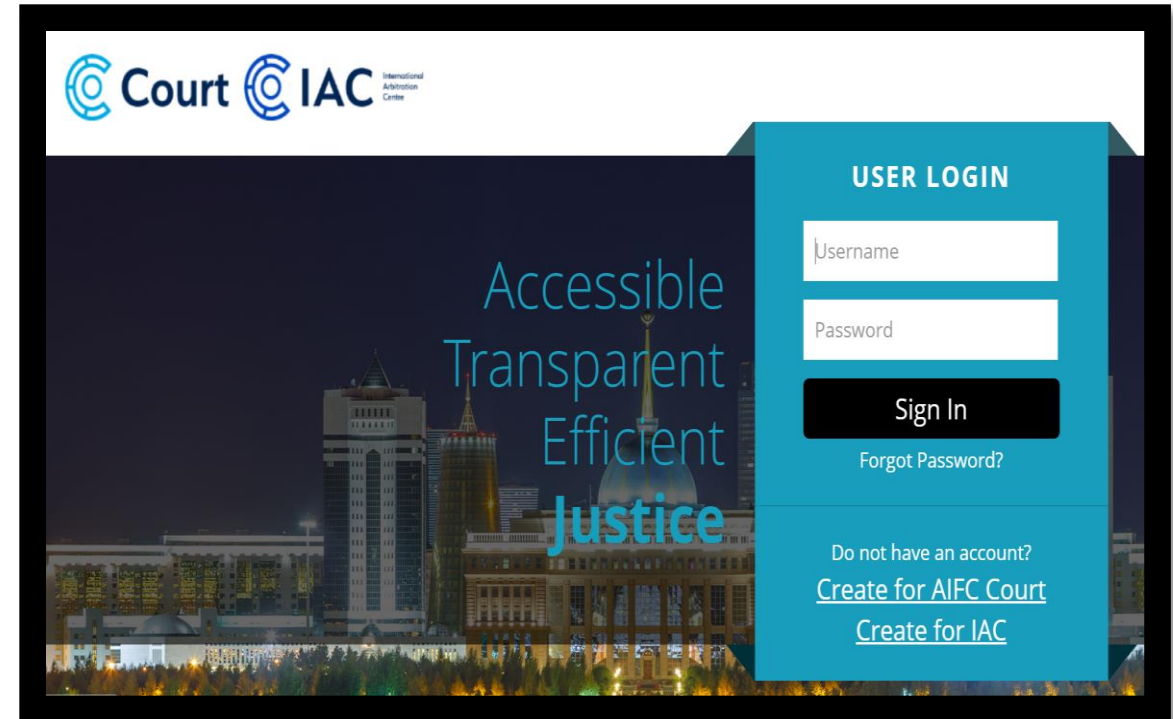 Court IAC International
Arbitration
Centre
USER LOGIN
Username
Password
Sign In
Forgot Password?
Do not have an account?
Create for AIFC Court
Create for IAC
Accessible
Transparent
Efficient
Justice